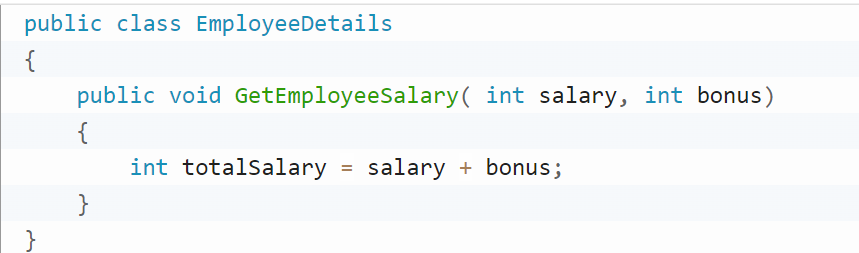 public class EmployeeDetails
{
    public void GetEmployeeSalary( int salary, int bonus)
    {
        int totalSalary = salary + bonus;
    }
}